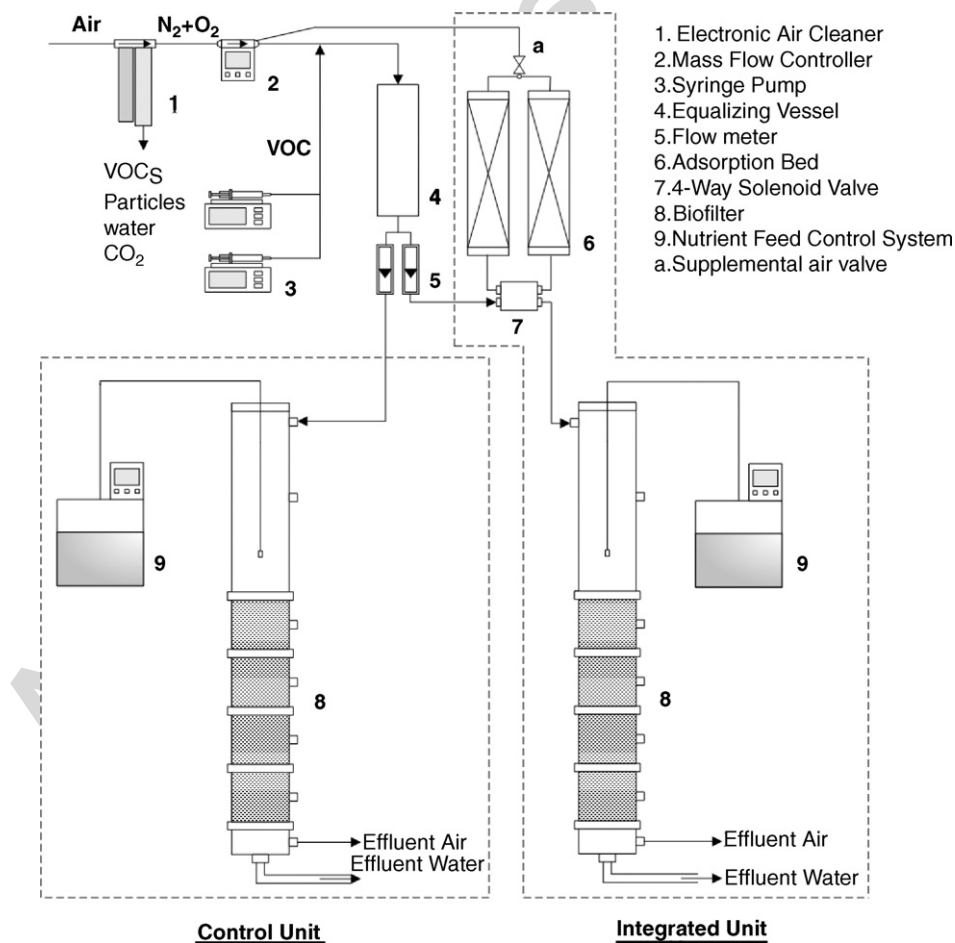 Air
N₂+O₂
a
2
1
VOCS
Particles
water
CO₂
VOC
3
4
5
6
7
1. Electronic Air Cleaner
2.Mass Flow Controller
3.Syringe Pump
4.Equalizing Vessel
5.Flow meter
6.Adsorption Bed
7.4-Way Solenoid Valve
8.Biofilter
9.Nutrient Feed Control System
a.Supplemental air valve
9
8
Effluent Air
Effluent Water
Control Unit
9
8
Effluent Air
Effluent Water
Integrated Unit